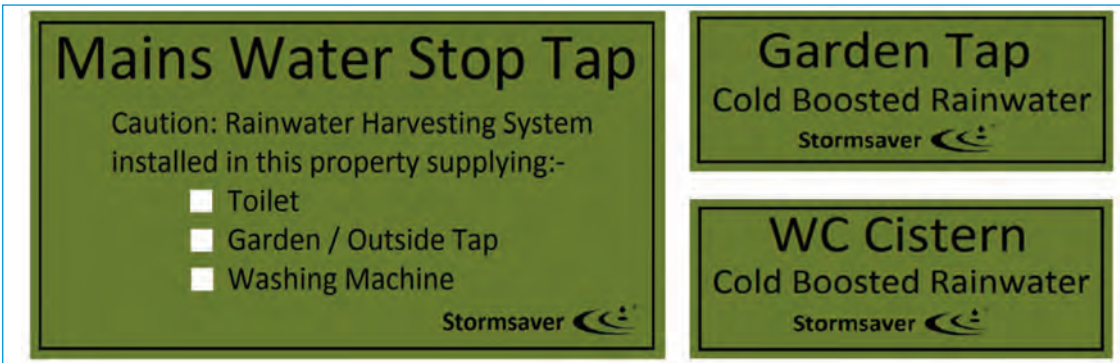 Mains Water Stop Tap
Caution: Rainwater Harvesting System
installed in this property supplying:-
Toilet
Garden / Outside Tap
Washing Machine
Stormsaver
Garden Tap
Cold Boosted Rainwater
Stormsaver
WC Cistern
Cold Boosted Rainwater
Stormsaver